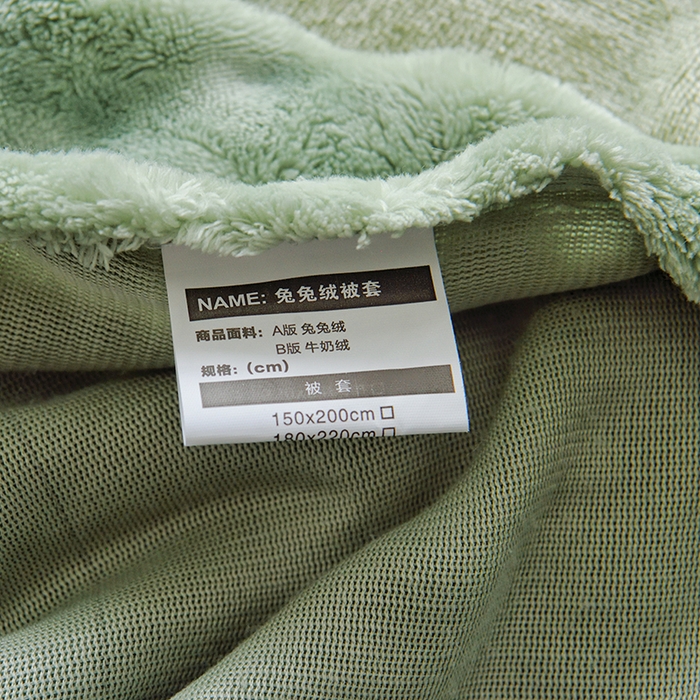 NAME: 兔兔绒被套
商品面料: A版 兔兔绒
B版 牛奶绒
规格: (cm)
被 套
150x200cm □
180x220cm □